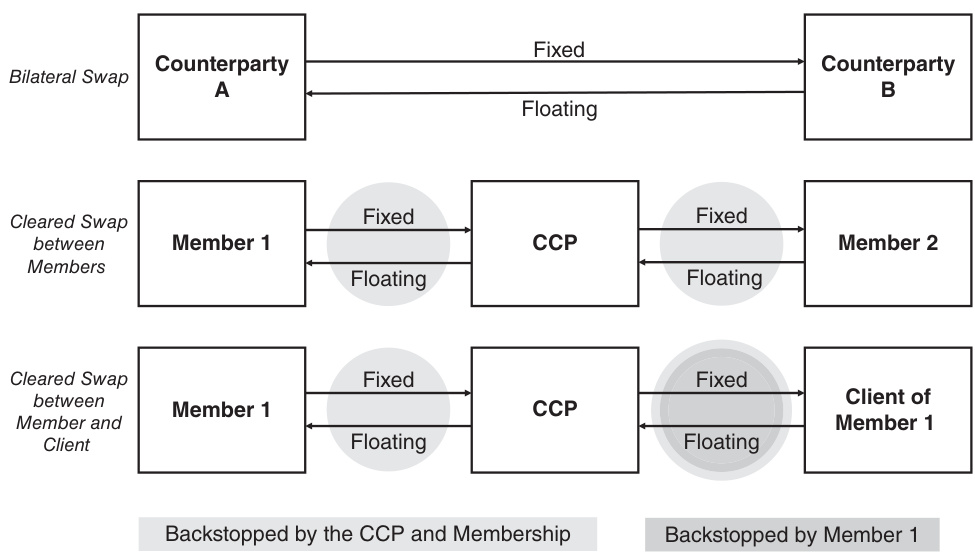 Bilateral Swap
Counterparty
A
Fixed
Floating
Counterparty
B
Cleared Swap
between
Members
Member 1
Fixed
Floating
CCP
Fixed
Floating
Member 2
Cleared Swap
between
Member and
Client
Member 1
Fixed
Floating
CCP
Fixed
Floating
Client of
Member 1
Backstopped by the CCP and Membership
Backstopped by Member 1